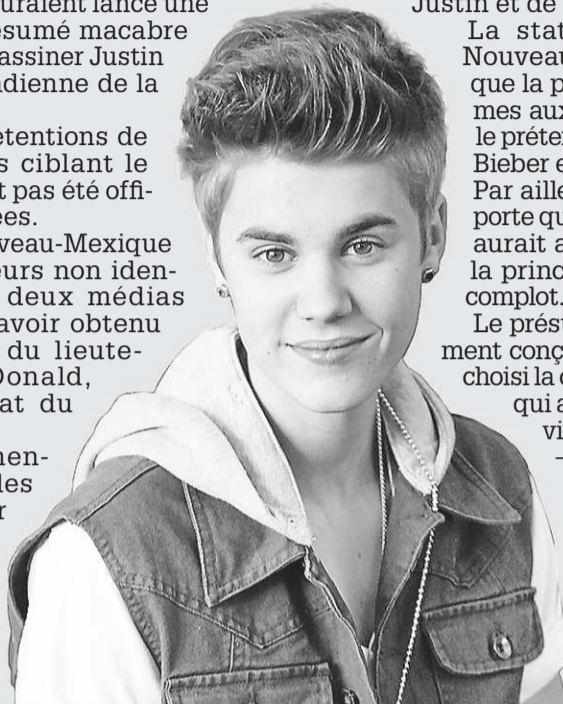 uraient lancé une
ésumé macabre
assiner Justin
adienne de la
étentions de
s ciblant le
t pas été offi-
ées.
veau-Mexique
eurs non iden-
deux médias
avoir obtenu
du lieute-
Donald,
at du
men-
les
r
Justin et de
La stat
Nouveau
que la p
mes aux
le préten
Bieber e
Par aille
porte qu
aurait a
la princ
complot.
Le prés
ment conç
choisi la c
qui a
vi